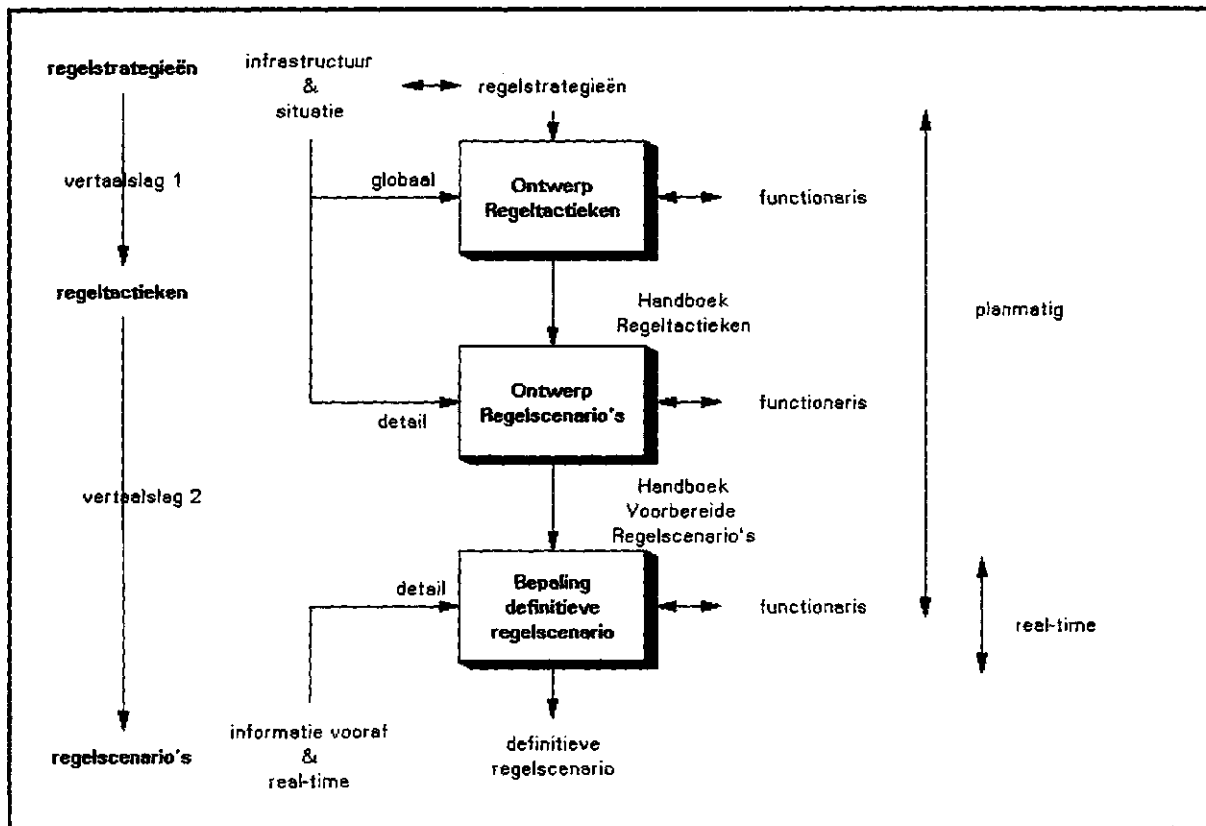 regelstrategieën
infrastructuur
&
situatie
regelstrategieën
vertaalslag 1
globaal
Ontwerp
Regeltactieken
functionaris
regeltactieken
Handboek
Regeltactieken
planmatig
Ontwerp
Regelscenario's
detail
functionaris
vertaalslag 2
Handboek
Voorbereide
Regelscenario's
detail
Bepaling
definitieve
regelscenario
functionaris
real-time
regelscenario's
informatie vooraf
&
real-time
definitieve
regelscenario